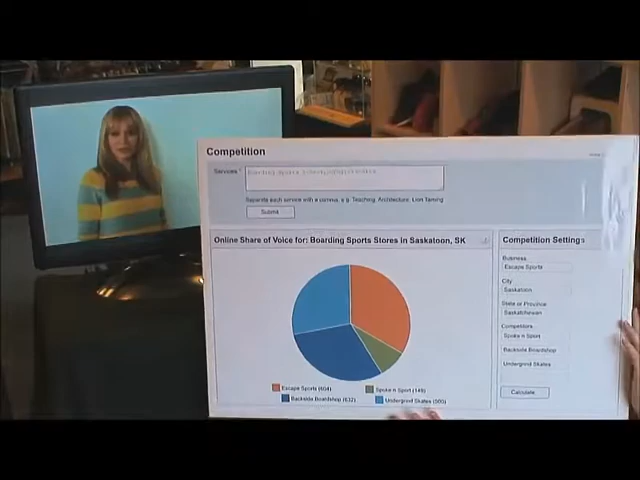 Competition
Services *
Separate each service with a comma, e.g. Teaching, Architecture, Lion Taming
Submit
Online Share of Voice for: Boarding Sports Stores in Saskatoon, SK
Competition Settings
Business
Escape Sports
City
Saskatoon
State or Province
Saskatchewan
Competitors
Spoke n Sport
Backside Boardshop
Undergrnd Skates
Calculate
Escape Sports (604)
Spoke n Sport (149)
Backside Boardshop (632)
Undergrnd Skates (500)